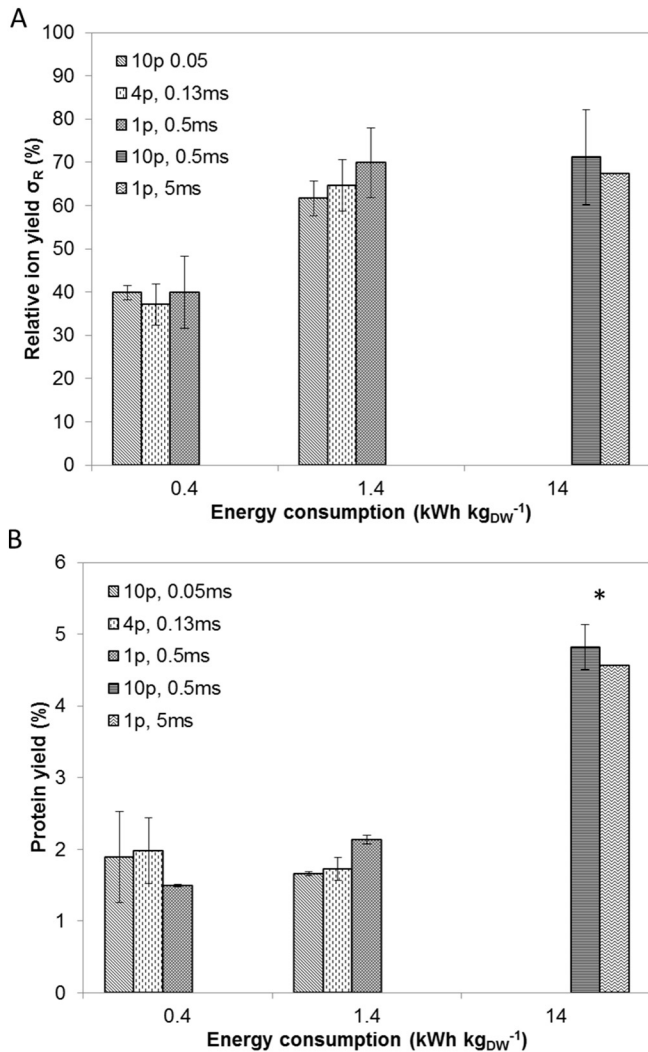 A
100
90
80
70
60
50
40
30
20
10
0
Relative ion yield σR (%)
10p 0.05
4p, 0.13ms
1p, 0.5ms
10p, 0.5ms
1p, 5ms
0.4 1.4 14
Energy consumption (kWh kgDW-1)
B
6
5
4
3
2
1
0
Protein yield (%)
10p, 0.05ms
4p, 0.13ms
1p, 0.5ms
10p, 0.5ms
1p, 5ms
*
0.4 1.4 14
Energy consumption (kWh kgDW-1)